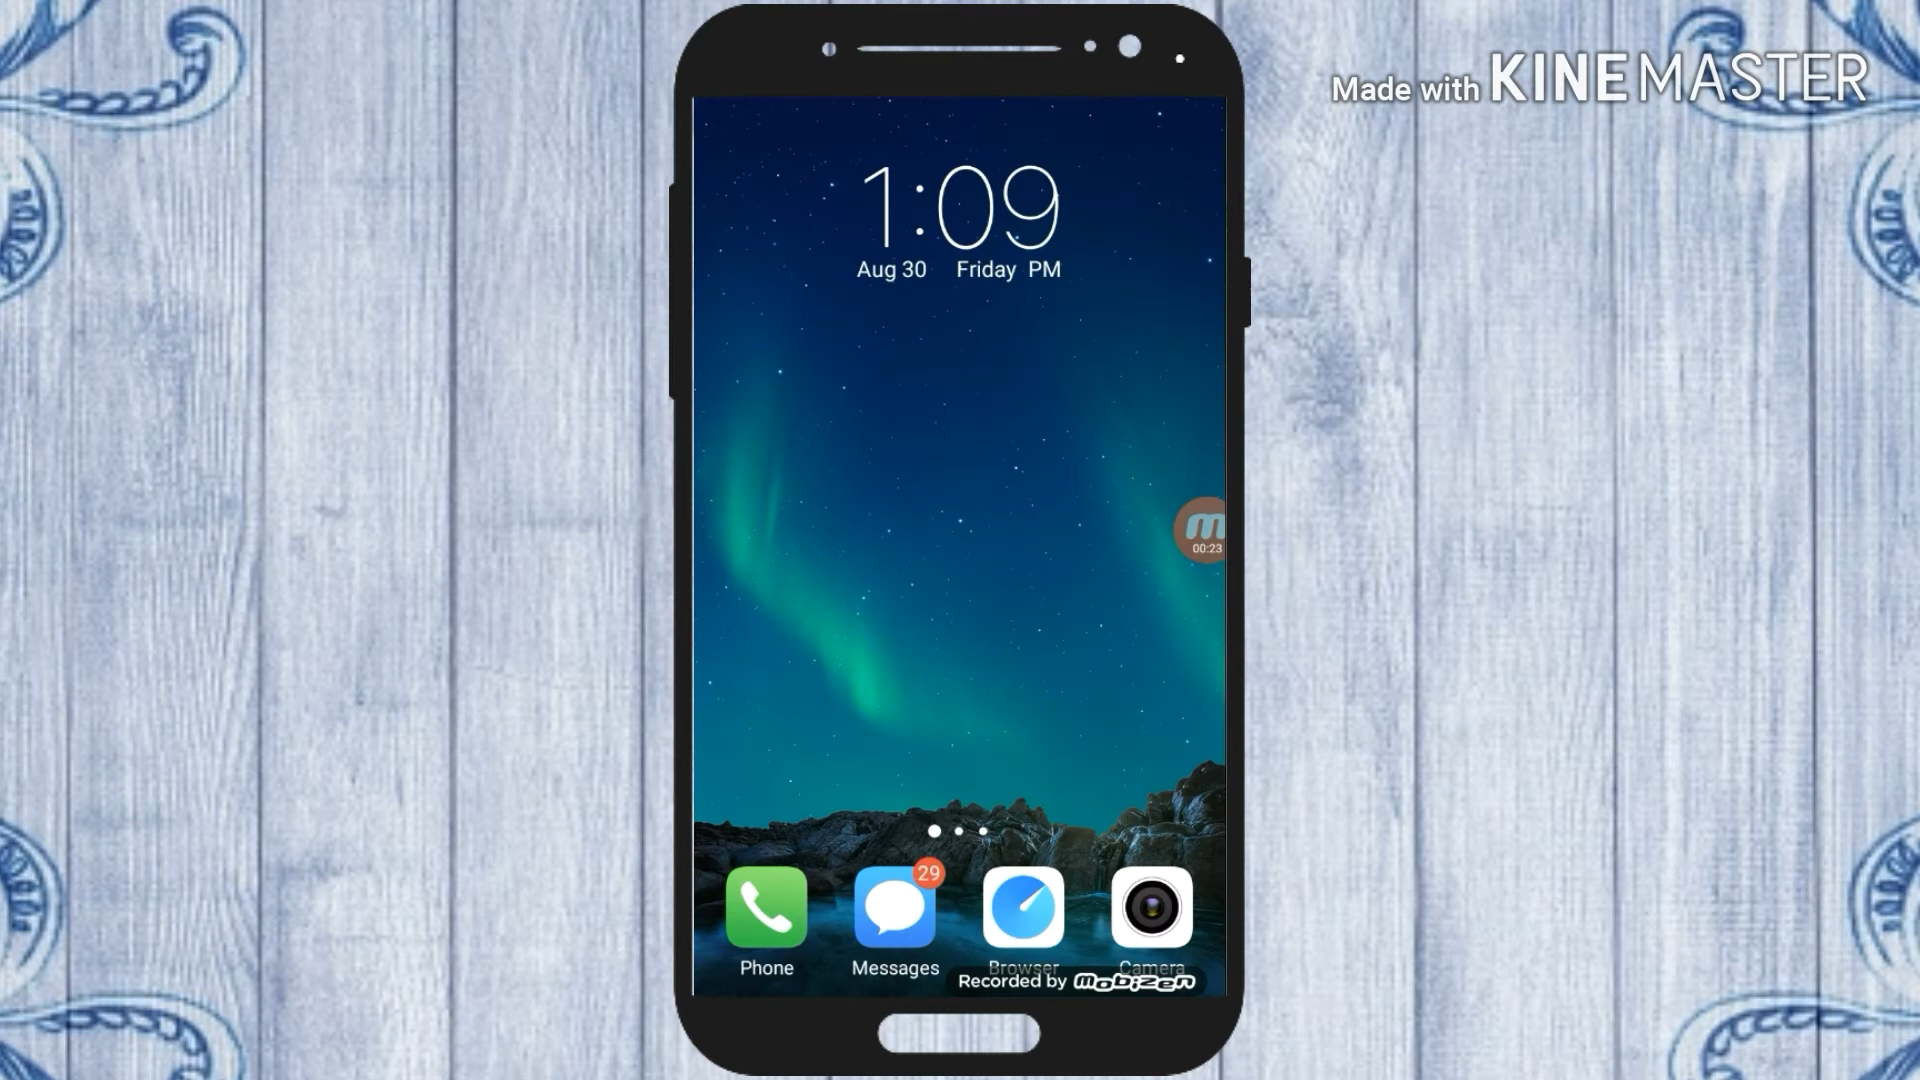 Made with KINEMASTER
1:09
Aug 30 Friday PM
00:23
29
Phone Messages Browser Camera
Recorded by Mobizen